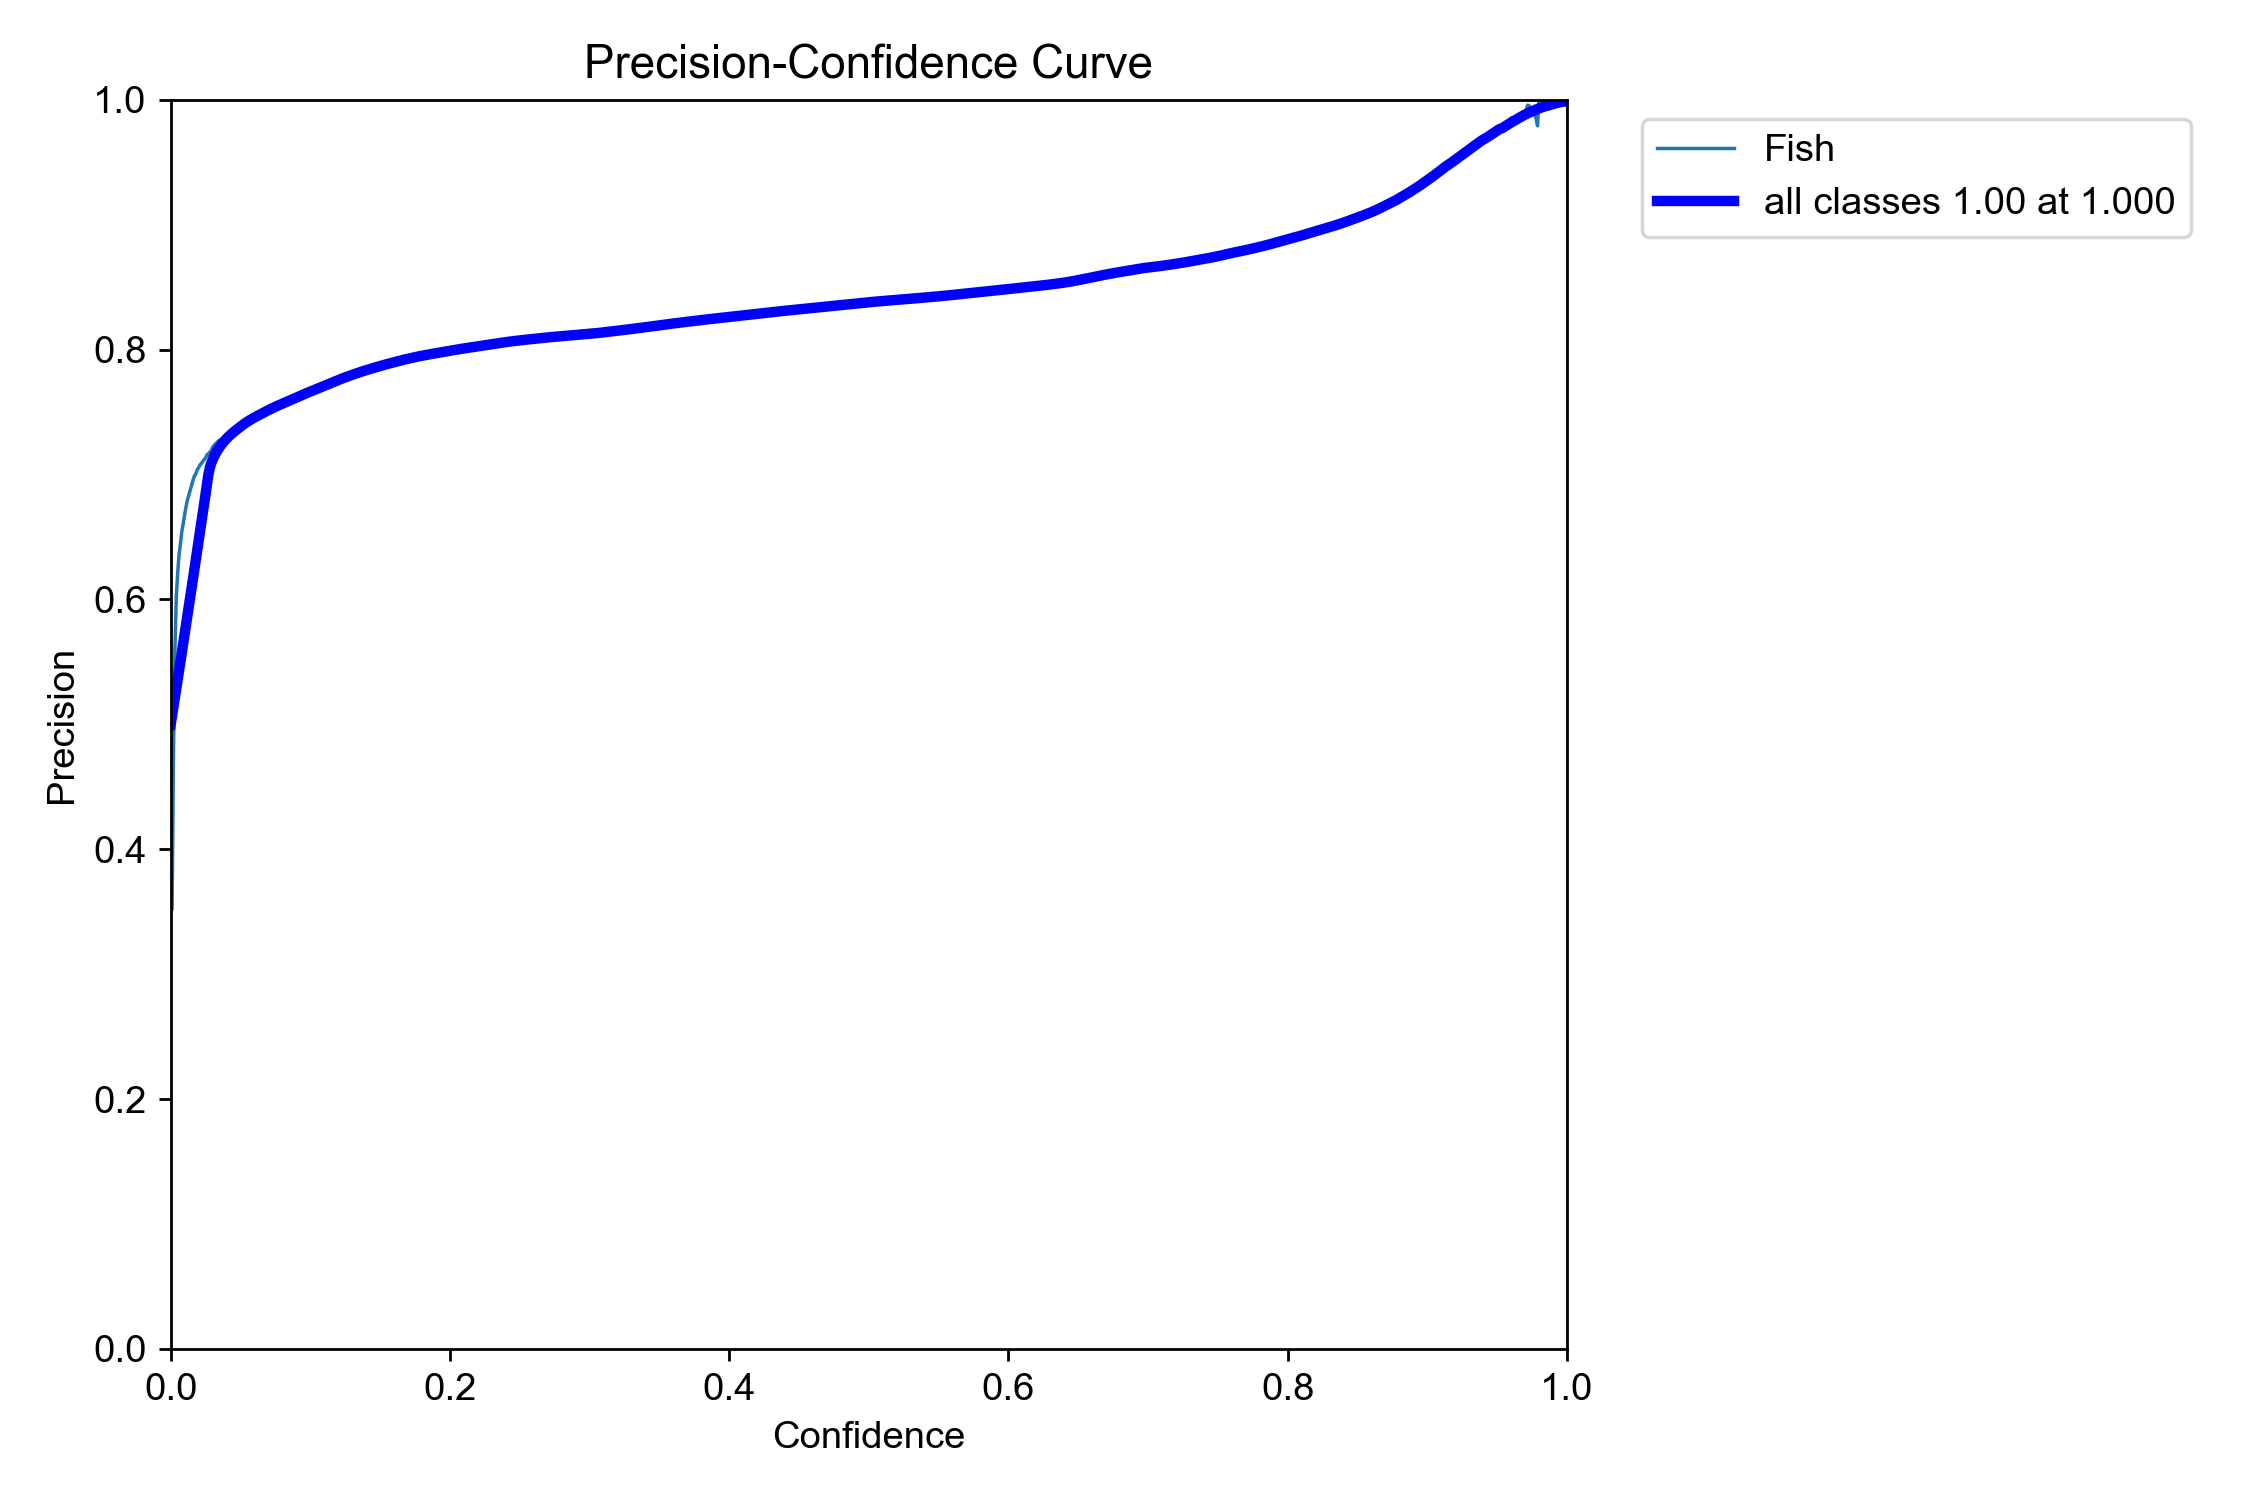 Precision-Confidence Curve
1.0
0.8
0.6
0.4
0.2
0.0
Precision
0.0 0.2 0.4 0.6 0.8 1.0
Confidence
Fish
all classes 1.00 at 1.000